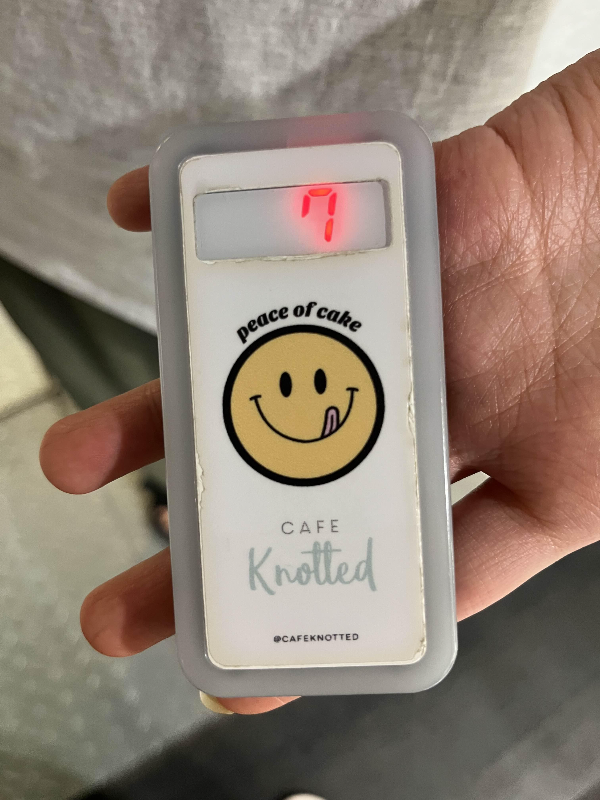 7
peace of cake
CAFE
Knotted
@CAFEKNOTTED